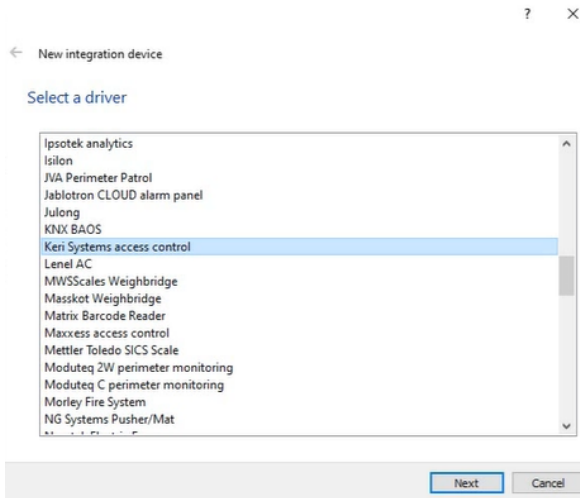 ?
New integration device
Select a driver
Ipsotek analytics
Isilon
JVA Perimeter Patrol
Jablotron CLOUD alarm panel
Julong
KNX BAOS
Keri Systems access control
Lenel AC
MWSScales Weighbridge
Masskot Weighbridge
Matrix Barcode Reader
Maxxess access control
Mettler Toledo SICS Scale
Moduteq 2W perimeter monitoring
Moduteq C perimeter monitoring
Morley Fire System
NG Systems Pusher/Mat
Next Cancel